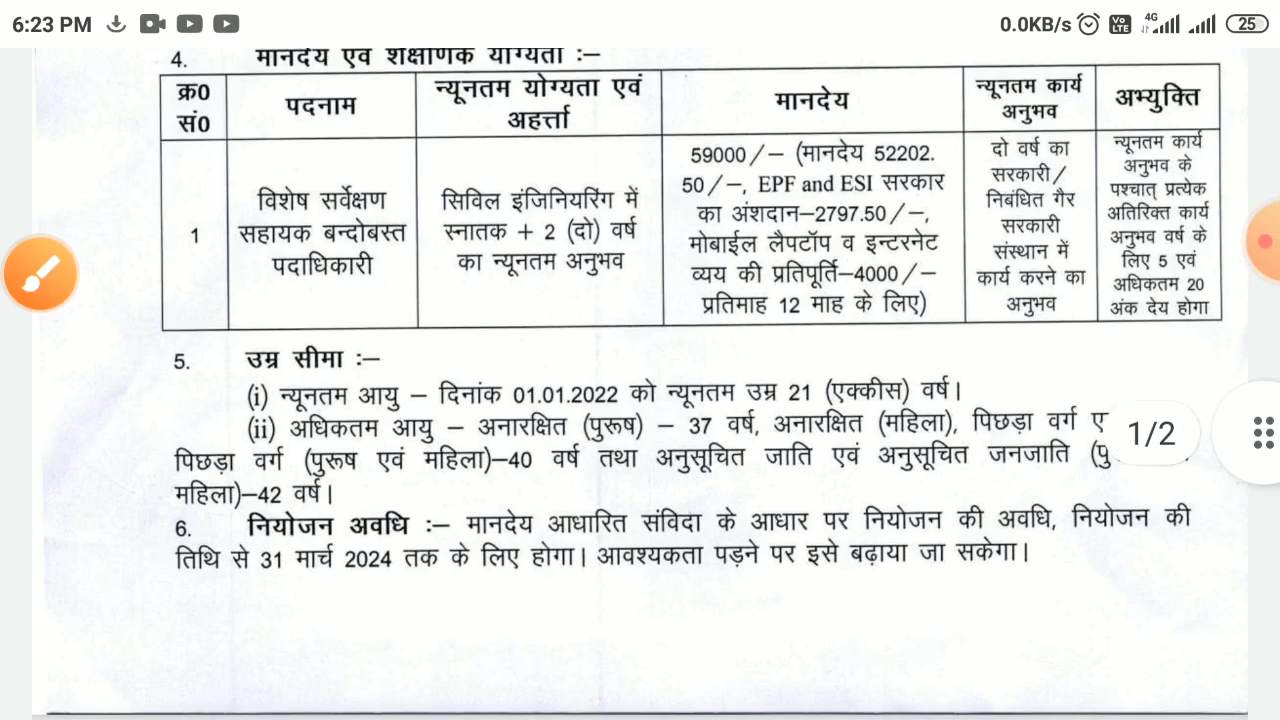 6:23 PM
0.0KB/s Vo LTE 4G 25
4. मानदेय एवं शैक्षणिक योग्यता :–
क्र0 सं0
पदनाम
न्यूनतम योग्यता एवं
अहर्त्ता
मानदेय
न्यूनतम कार्य
अनुभव
अभ्युक्ति
1
विशेष सर्वेक्षण
सहायक बन्दोबस्त
पदाधिकारी
सिविल इंजिनियरिंग में
स्नातक + 2 (दो) वर्ष
का न्यूनतम अनुभव
59000/– (मानदेय 52202.
50/–, EPF and ESI सरकार
का अंशदान–2797.50/–,
मोबाईल लैपटॉप व इन्टरनेट
व्यय की प्रतिपूर्ति–4000/–
प्रतिमाह 12 माह के लिए)
दो वर्ष का
सरकारी/
निबंधित गैर
सरकारी
संस्थान में
कार्य करने का
अनुभव
न्यूनतम कार्य
अनुभव के
पश्चात् प्रत्येक
अतिरिक्त कार्य
अनुभव वर्ष के
लिए 5 एवं
अधिकतम 20
अंक देय होगा
5. उम्र सीमा :–
(i) न्यूनतम आयु – दिनांक 01.01.2022 को न्यूनतम उम्र 21 (एक्कीस) वर्ष।
(ii) अधिकतम आयु – अनारक्षित (पुरूष) – 37 वर्ष, अनारक्षित (महिला), पिछड़ा वर्ग
पिछड़ा वर्ग (पुरूष एवं महिला)–40 वर्ष तथा अनुसूचित जाति एवं अनुसूचित जनजाति
महिला)–42 वर्ष।
1/2
6. नियोजन अवधि :– मानदेय आधारित संविदा के आधार पर नियोजन की अवधि, नियोजन की
तिथि से 31 मार्च 2024 तक के लिए होगा। आवश्यकता पड़ने पर इसे बढ़ाया जा सकेगा।